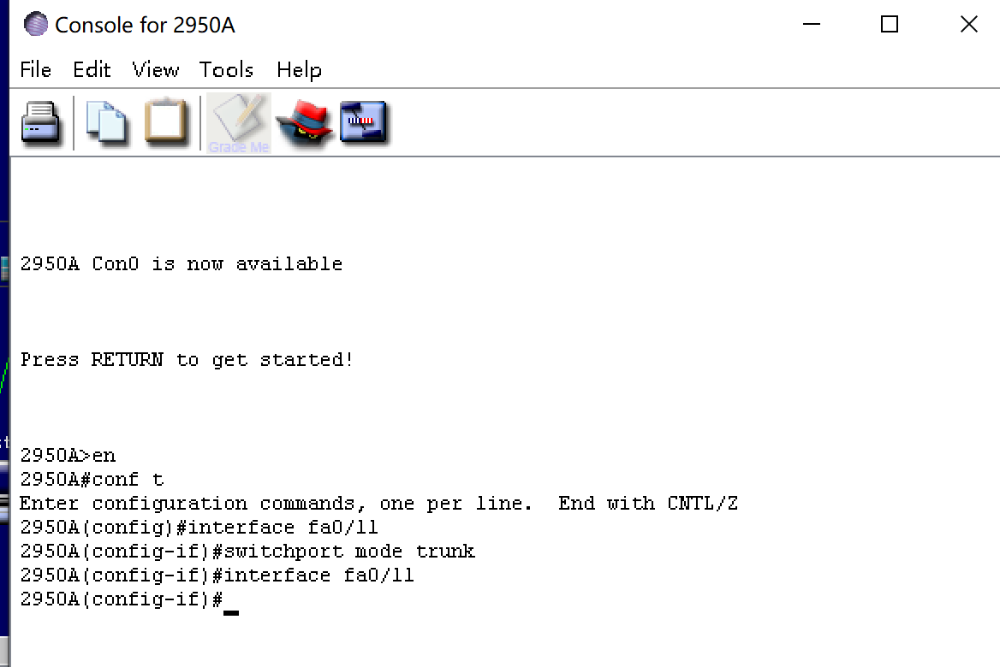 Console for 2950A
File Edit View Tools Help
Grade Me
2950A Con0 is now available
Press RETURN to get started!
2950A>en
2950A#conf t
Enter configuration commands, one per line.  End with CNTL/Z
2950A(config)#interface fa0/11
2950A(config-if)#switchport mode trunk
2950A(config-if)#interface fa0/11
2950A(config-if)#